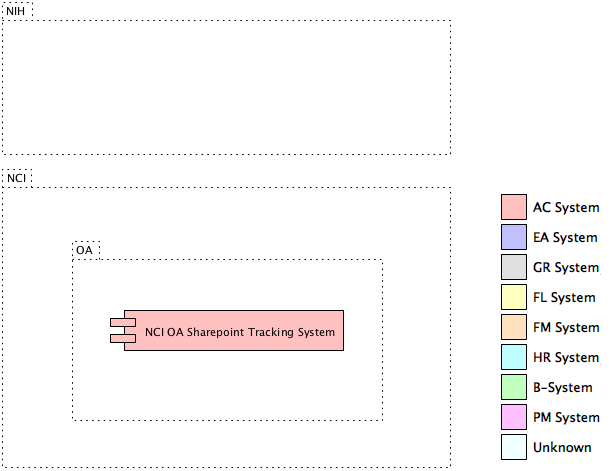 NIH
NCI
OA
NCI OA Sharepoint Tracking System
AC System
EA System
GR System
FL System
FM System
HR System
B-System
PM System
Unknown